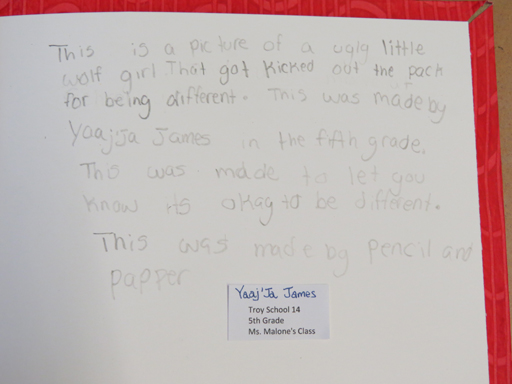 This is a picture of a ugly little
wolf girl That got Kicked out the pack
for being different. This was made by
Yaaj'Ja James in the fifth grade.
This was made to let you
know its okay to be different.
This was made by pencil and
papper
Yaaj'Ja James
Troy School 14
5th Grade
Ms. Malone's Class